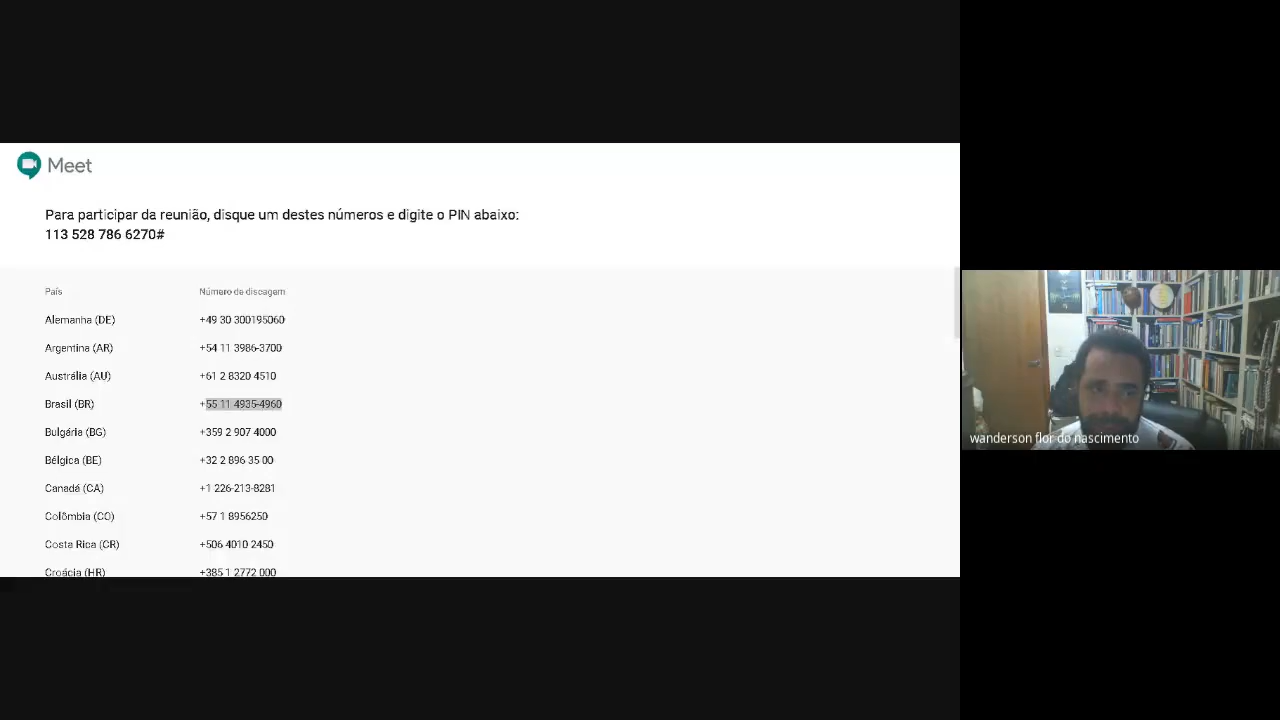 Meet
Para participar da reunião, disque um destes números e digite o PIN abaixo:
113 528 786 6270#
País Número de discagem
Alemanha (DE) +49 30 300195060
Argentina (AR) +54 11 3986-3700
Austrália (AU) +61 2 8320 4510
Brasil (BR) +55 11 4935-4960
Bulgária (BG) +359 2 907 4000
Bélgica (BE) +32 2 896 35 00
Canadá (CA) +1 226-213-8281
Colômbia (CO) +57 1 8956250
Costa Rica (CR) +506 4010 2450
Croácia (HR) +385 1 2772 000
wanderson flor do nascimento